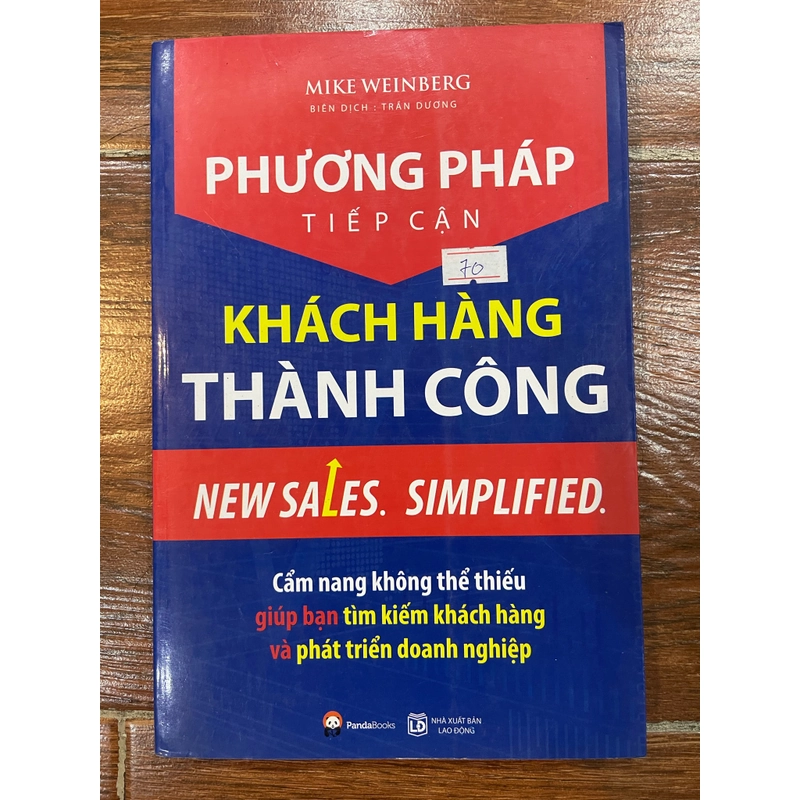 MIKE WEINBERG
BIÊN DỊCH : TRẦN DƯƠNG
PHƯƠNG PHÁP
TIẾP CẬN
70
KHÁCH HÀNG
THÀNH CÔNG
NEW SALES. SIMPLIFIED.
Cẩm nang không thể thiếu
giúp bạn tìm kiếm khách hàng
và phát triển doanh nghiệp
PandaBooks
LĐ
NHÀ XUẤT BẢN
LAO ĐỘNG